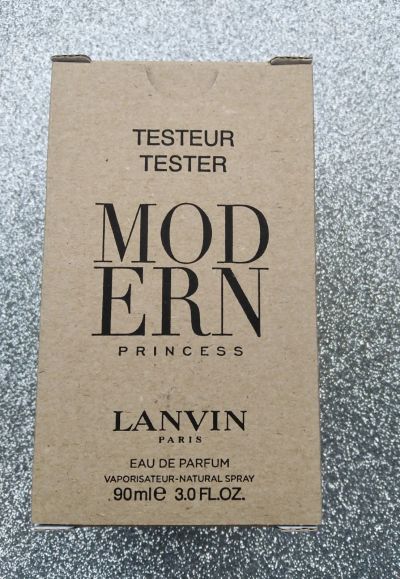 TESTEUR
TESTER
MOD
ERN
PRINCESS
LANVIN
PARIS
EAU DE PARFUM
VAPORISATEUR-NATURAL SPRAY
90ml℮ 3.0 FL.OZ.